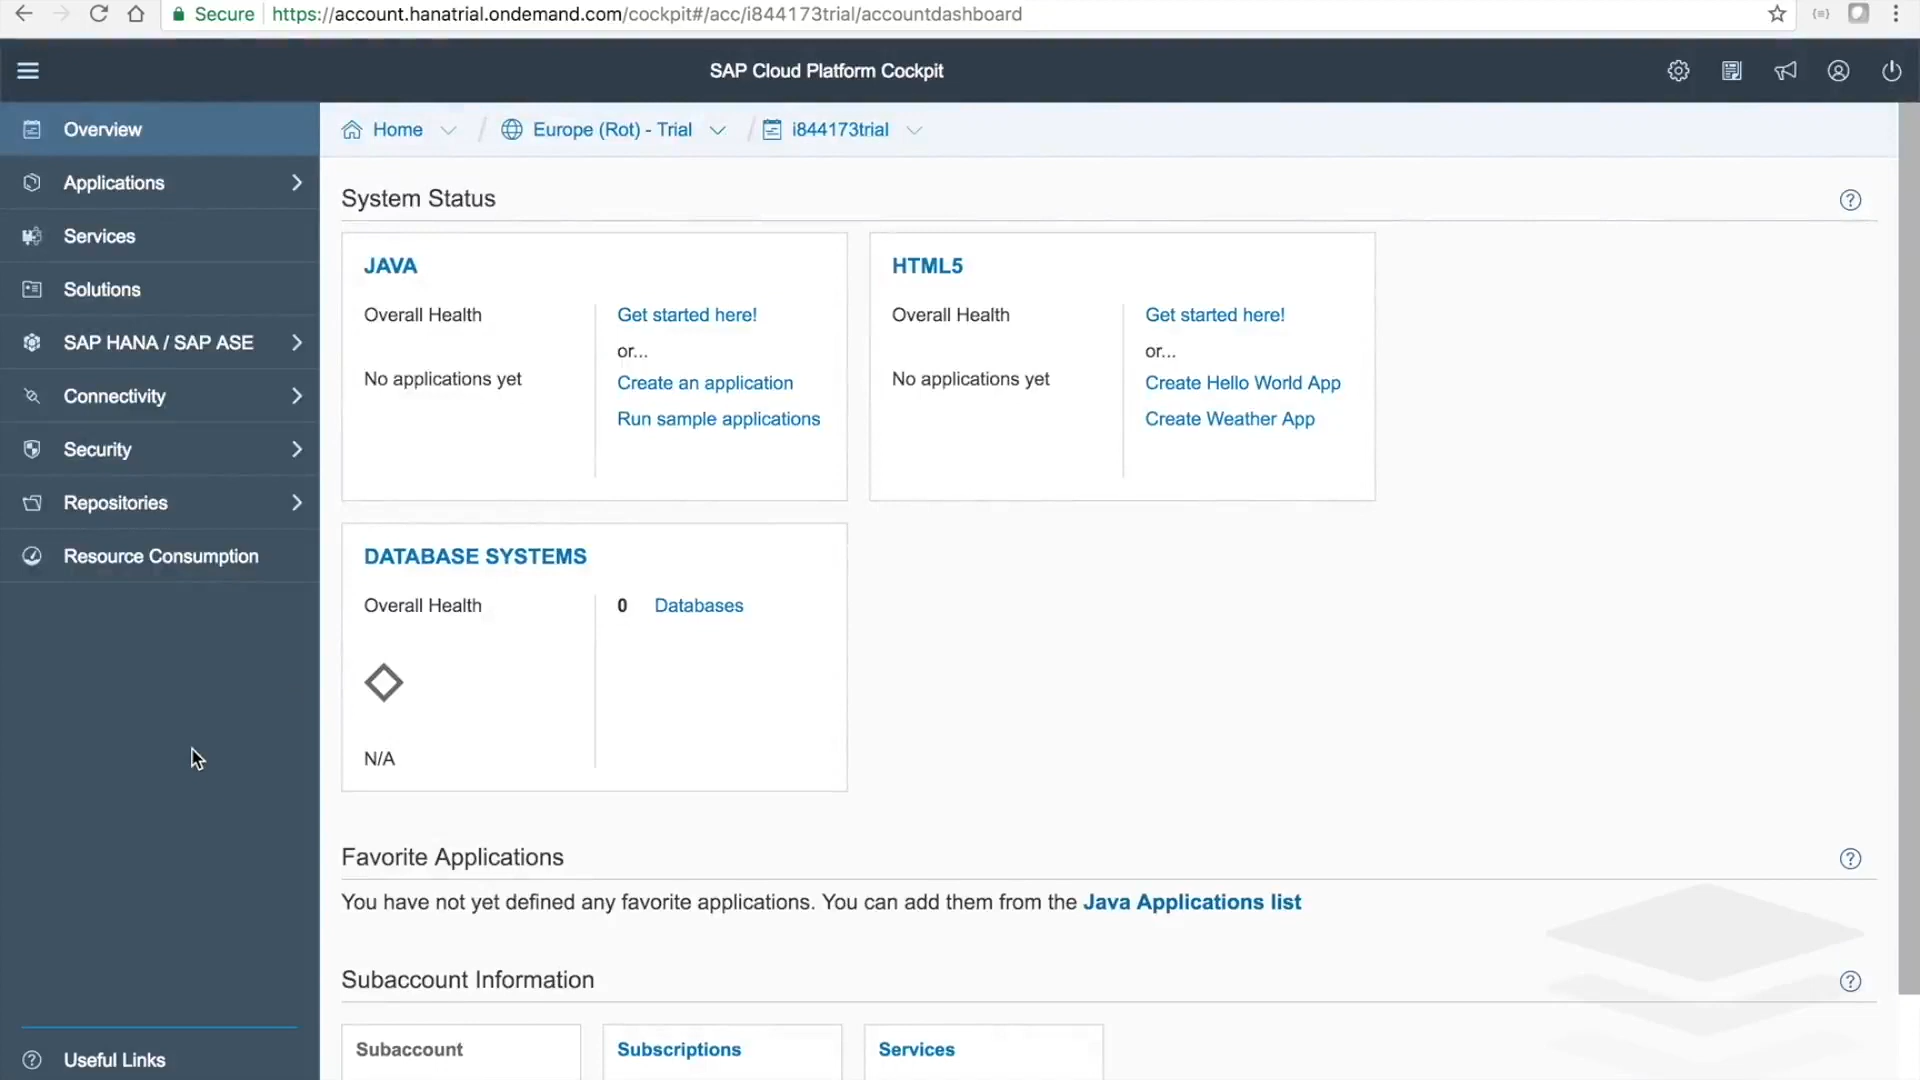 Secure https://account.hanatrial.ondemand.com/cockpit#/acc/i844173trial/accountdashboard
SAP Cloud Platform Cockpit
Overview
Applications
Services
Solutions
SAP HANA / SAP ASE
Connectivity
Security
Repositories
Resource Consumption
Useful Links
Home / Europe (Rot) - Trial / i844173trial
System Status
JAVA
Overall Health
No applications yet
Get started here!
or...
Create an application
Run sample applications
HTML5
Overall Health
No applications yet
Get started here!
or...
Create Hello World App
Create Weather App
DATABASE SYSTEMS
Overall Health
N/A
0 Databases
Favorite Applications
You have not yet defined any favorite applications. You can add them from the Java Applications list
Subaccount Information
Subaccount
Subscriptions
Services